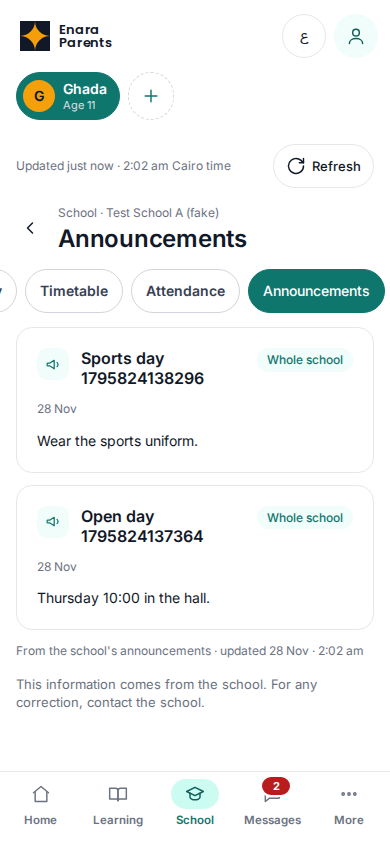 Enara
Parents
ع
G
Ghada
Age 11
Updated just now · 2:02 am Cairo time
Refresh
School · Test School A (fake)
Announcements
Timetable
Attendance
Announcements
Sports day
1795824138296
Whole school
28 Nov
Wear the sports uniform.
Open day
1795824137364
Whole school
28 Nov
Thursday 10:00 in the hall.
From the school's announcements · updated 28 Nov · 2:02 am
This information comes from the school. For any
correction, contact the school.
2
Home
Learning
School
Messages
More